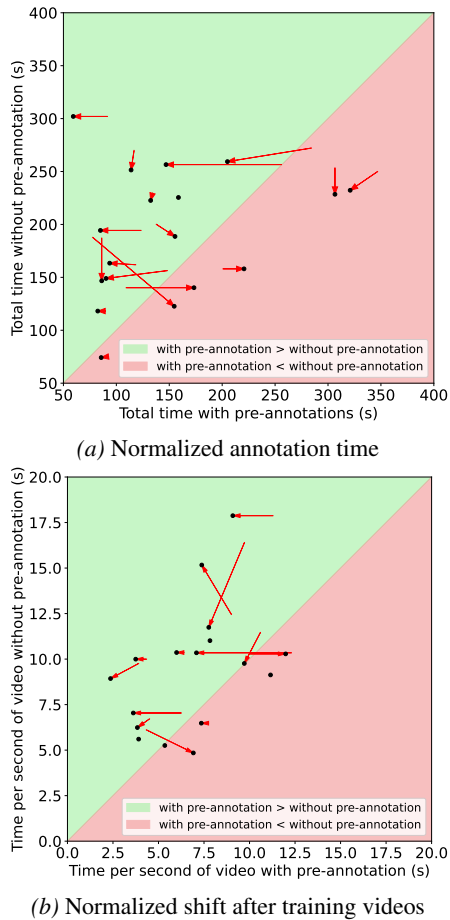 400
350
300
250
200
150
100
50
Total time without pre-annotation (s)
with pre-annotation > without pre-annotation
with pre-annotation < without pre-annotation
50 100 150 200 250 300 350 400
Total time with pre-annotations (s)
(a) Normalized annotation time
20.0
17.5
15.0
12.5
10.0
7.5
5.0
2.5
0.0
Time per second of video without pre-annotation (s)
with pre-annotation > without pre-annotation
with pre-annotation < without pre-annotation
0.0 2.5 5.0 7.5 10.0 12.5 15.0 17.5 20.0
Time per second of video with pre-annotation (s)
(b) Normalized shift after training videos